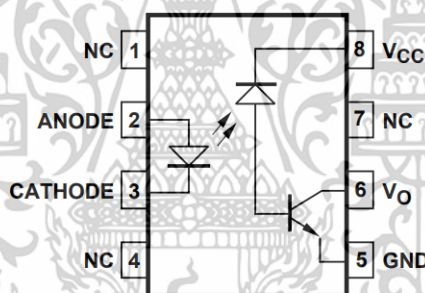 NC 1
8 VCC
ANODE 2
7 NC
CATHODE 3
6 VO
NC 4
5 GND